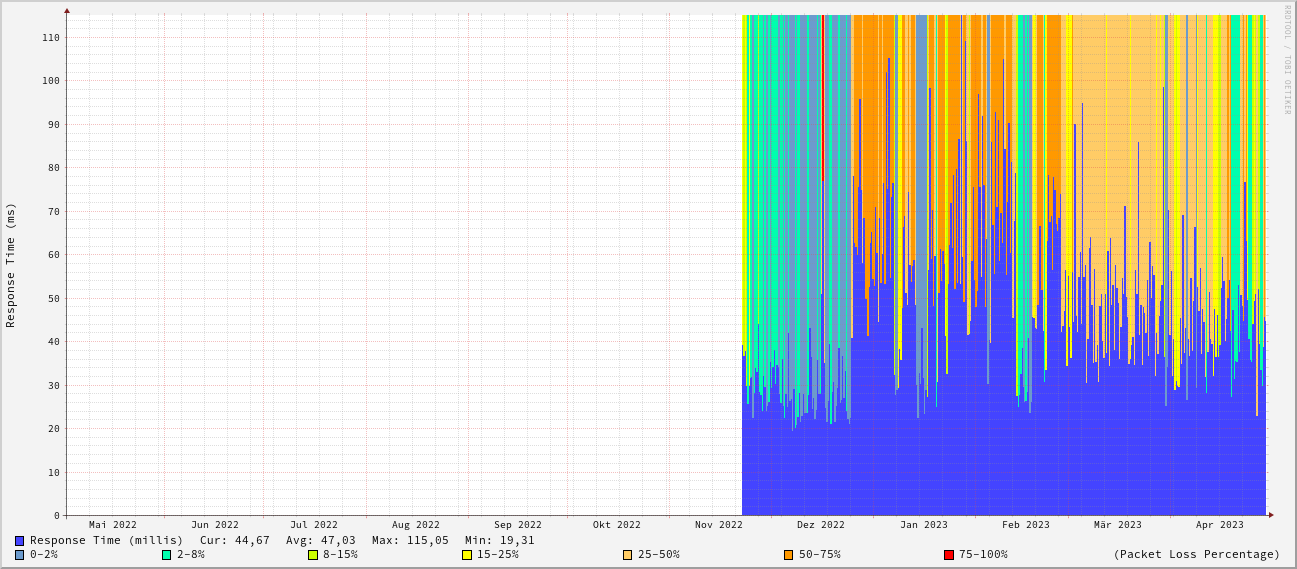 RRDTOOL / TOBI OETIKER
Response Time (ms)
110
100
90
80
70
60
50
40
30
20
10
0
Mai 2022 Jun 2022 Jul 2022 Aug 2022 Sep 2022 Okt 2022 Nov 2022 Dez 2022 Jan 2023 Feb 2023 Mär 2023 Apr 2023
Response Time (millis) Cur: 44,67 Avg: 47,03 Max: 115,05 Min: 19,31
0-2% 2-8% 8-15% 15-25% 25-50% 50-75% 75-100% (Packet Loss Percentage)